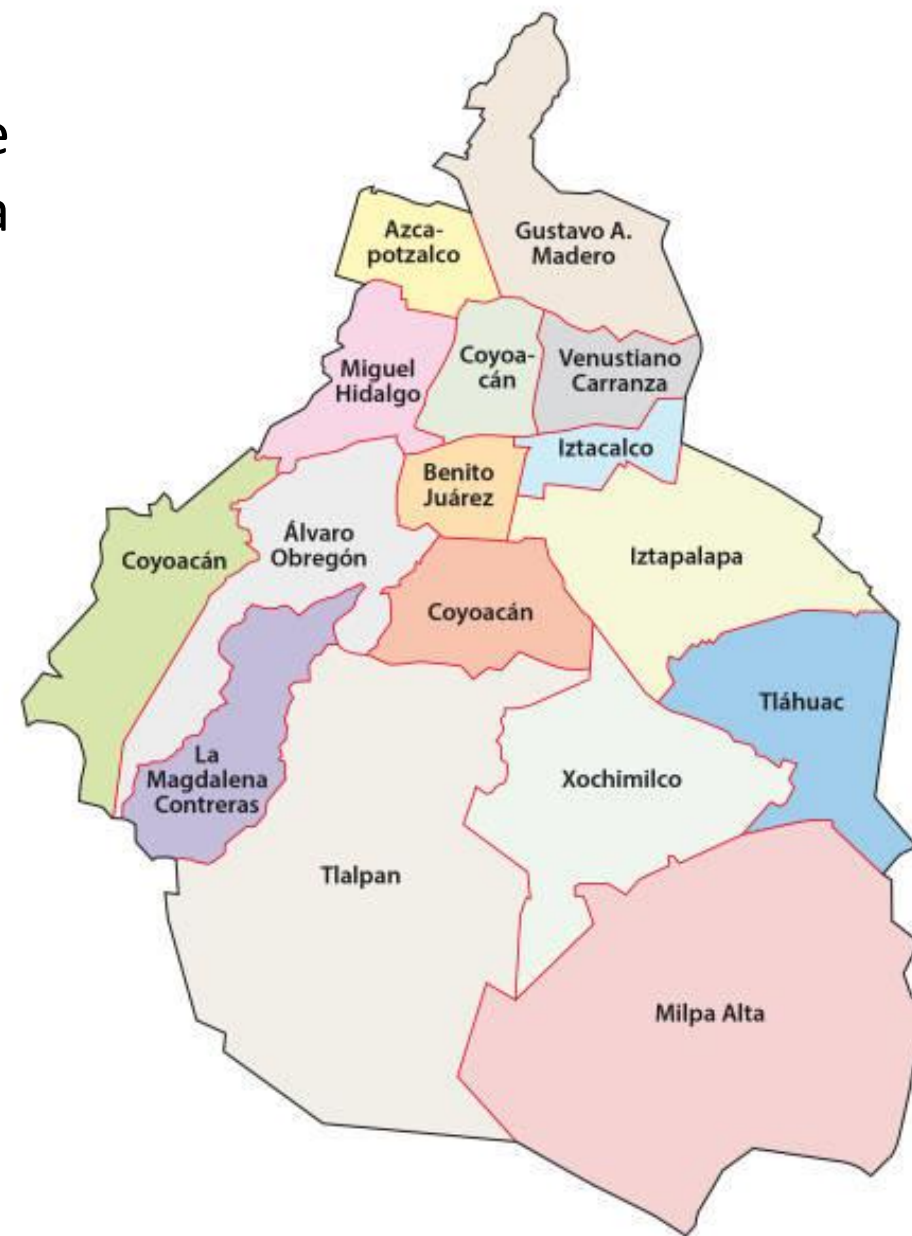 e
a
Azca-
potzalco
Gustavo A.
Madero
Miguel
Hidalgo
Coyoa-
cán
Venustiano
Carranza
Iztacalco
Benito
Juárez
Coyoacán
Álvaro
Obregón
Iztapalapa
Coyoacán
Tláhuac
La
Magdalena
Contreras
Xochimilco
Tlalpan
Milpa Alta